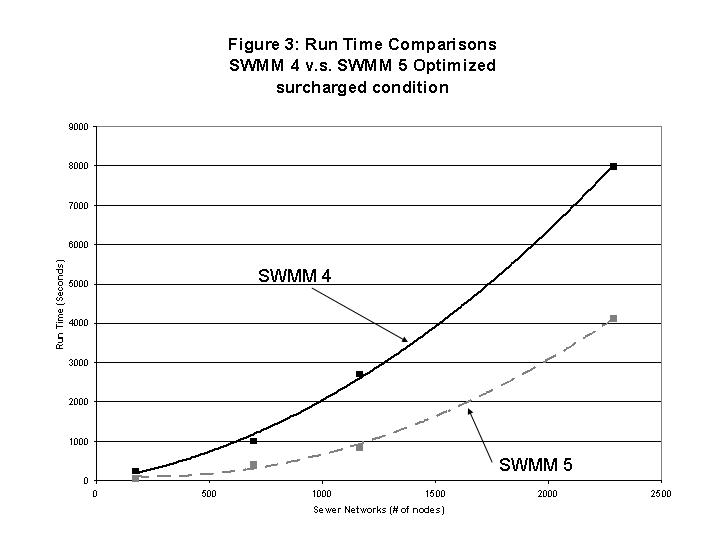 Figure 3: Run Time Comparisons
SWMM 4 v.s. SWMM 5 Optimized
surcharged condition
9000
8000
7000
6000
5000
4000
3000
2000
1000
0
Run Time (Seconds)
SWMM 4
SWMM 5
0 500 1000 1500 2000 2500
Sewer Networks (# of nodes)